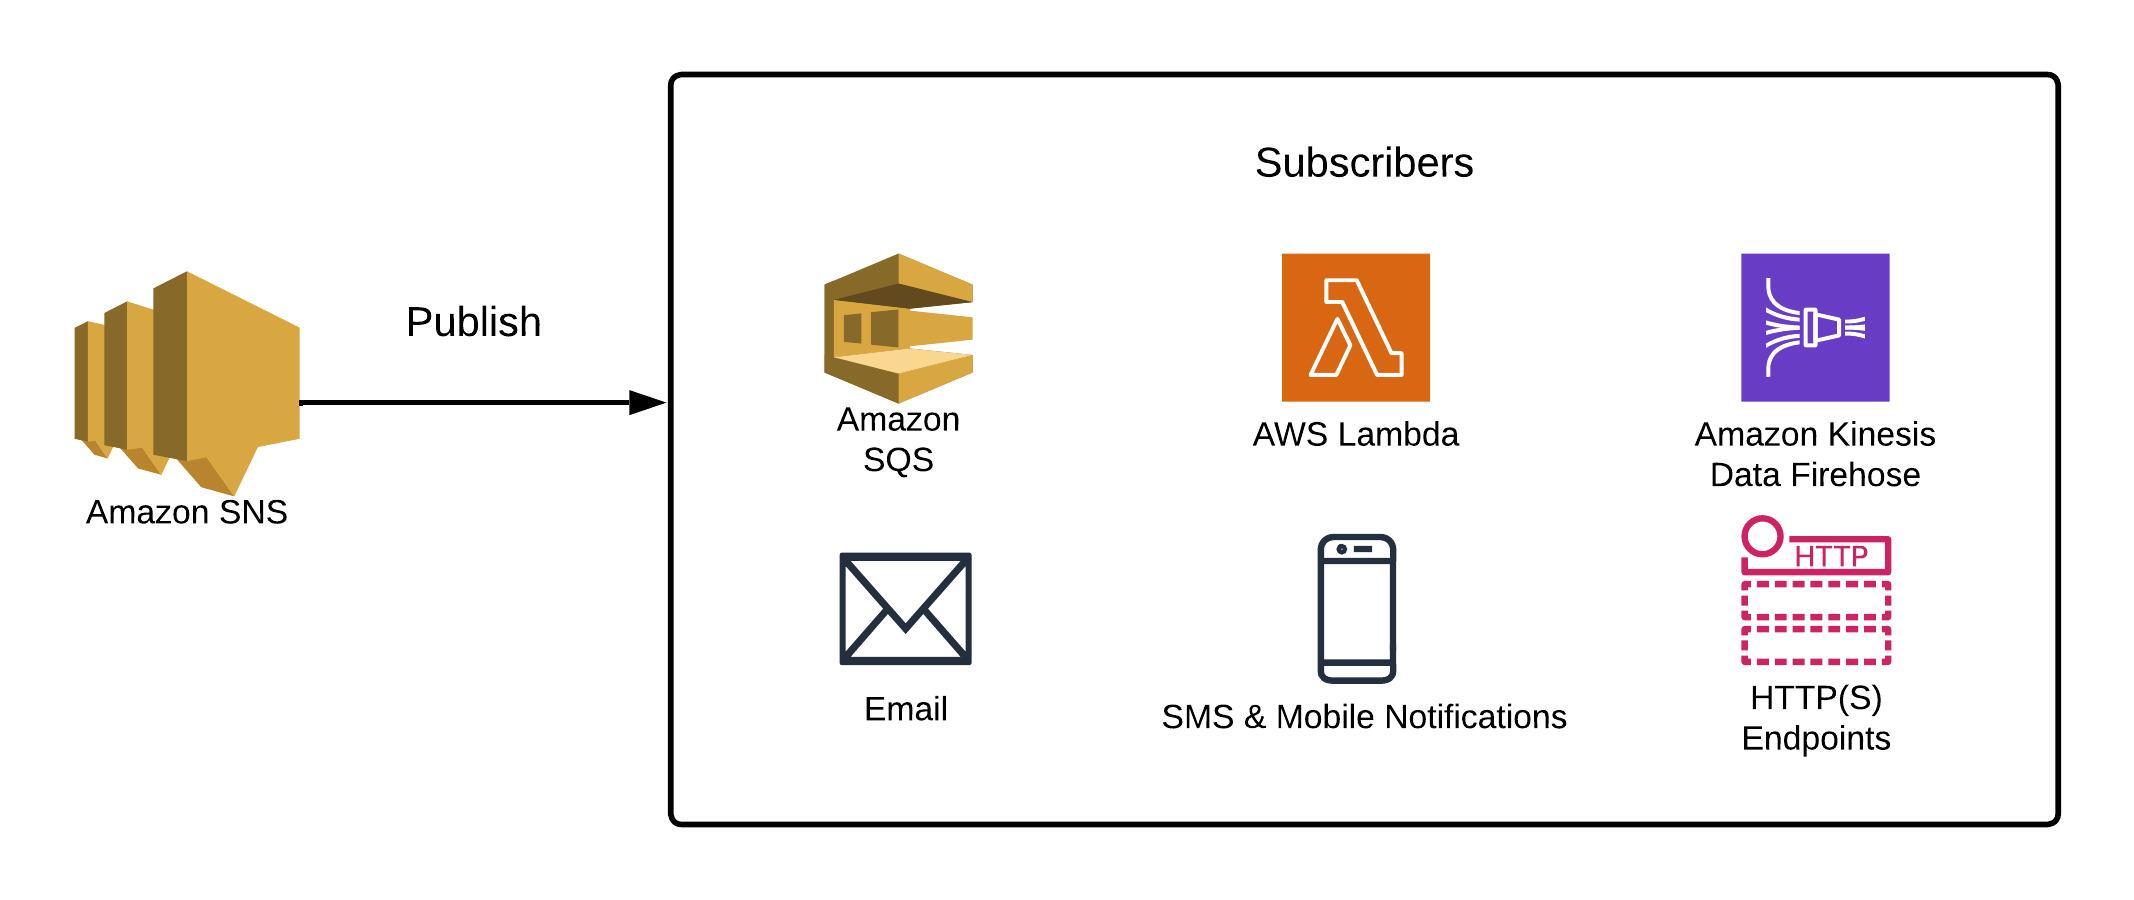 Subscribers
Publish
Amazon SNS
Amazon
SQS
AWS Lambda
Amazon Kinesis
Data Firehose
Email
SMS & Mobile Notifications
HTTP
HTTP(S)
Endpoints